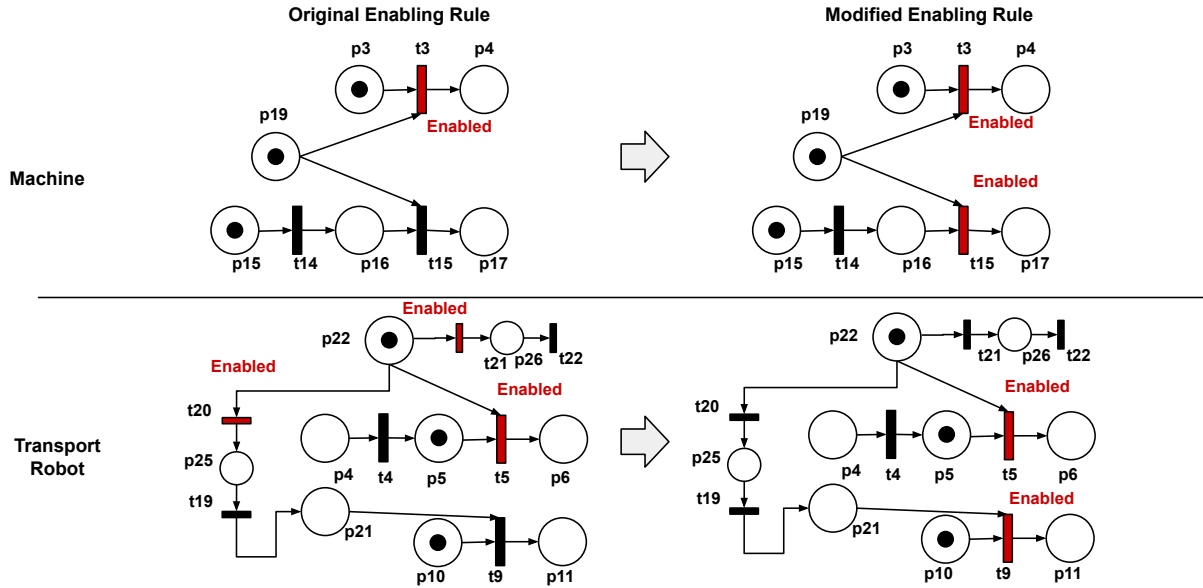 Original Enabling Rule
Modified Enabling Rule
p3 t3 p4
p3 t3 p4
p19
Enabled
p19
Enabled
Machine
Enabled
p15 t14 p16 t15 p17
p15 t14 p16 t15 p17
Enabled
p22
p22
t21 p26 t22
t21 p26 t22
Enabled
Enabled
Enabled
t20
t20
Transport
Robot
p25
p4 t4 p5 t5 p6
p25
p4 t4 p5 t5 p6
t19
t19
Enabled
p21
p21
p10 t9 p11
p10 t9 p11